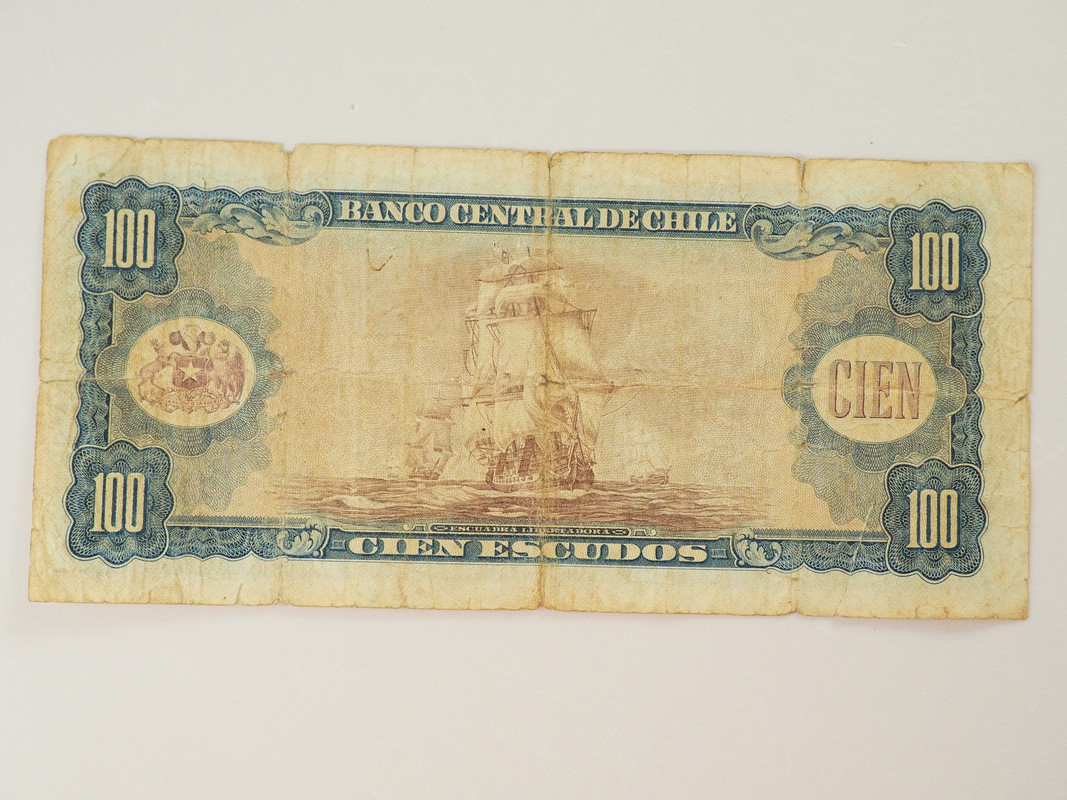 BANCO CENTRAL DE CHILE
100
100
CIEN
100
100
ESCUADRA LIBERTADORA
CIEN ESCUDOS